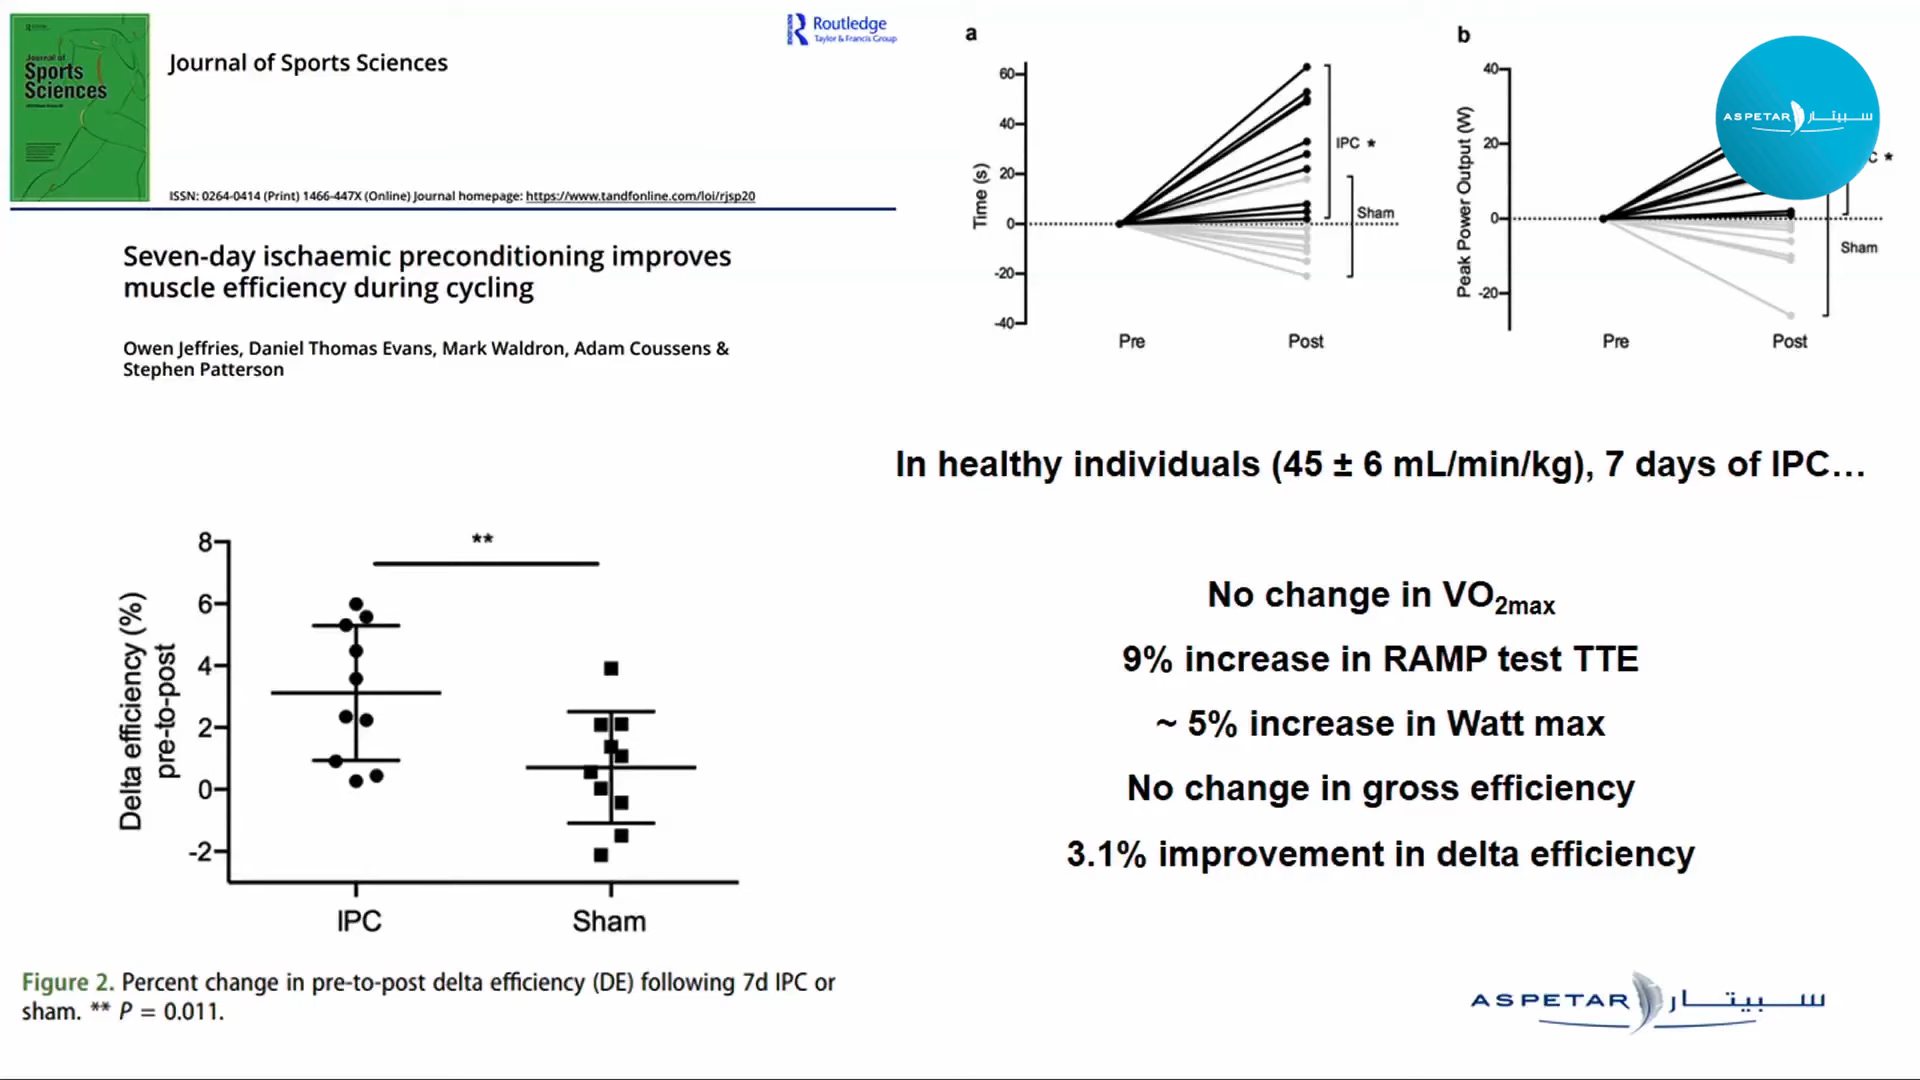 Journal of
Sports
Sciences
Journal of Sports Sciences
Routledge
Taylor & Francis Group
ISSN: 0264-0414 (Print) 1466-447X (Online) Journal homepage: https://www.tandfonline.com/loi/rjsp20
Seven-day ischaemic preconditioning improves
muscle efficiency during cycling
Owen Jeffries, Daniel Thomas Evans, Mark Waldron, Adam Coussens &
Stephen Patterson
a
Time (s)
60
40
20
0
-20
-40
IPC *
Sham
Pre
Post
b
Peak Power Output (W)
40
20
0
-20
C *
Sham
Pre
Post
ASPETAR سبيتار
In healthy individuals (45 ± 6 mL/min/kg), 7 days of IPC…
No change in VO2max
9% increase in RAMP test TTE
~ 5% increase in Watt max
No change in gross efficiency
3.1% improvement in delta efficiency
Delta efficiency (%)
pre-to-post
8
6
4
2
0
-2
**
IPC
Sham
Figure 2. Percent change in pre-to-post delta efficiency (DE) following 7d IPC or
sham. ** P = 0.011.
ASPETAR سبيتار